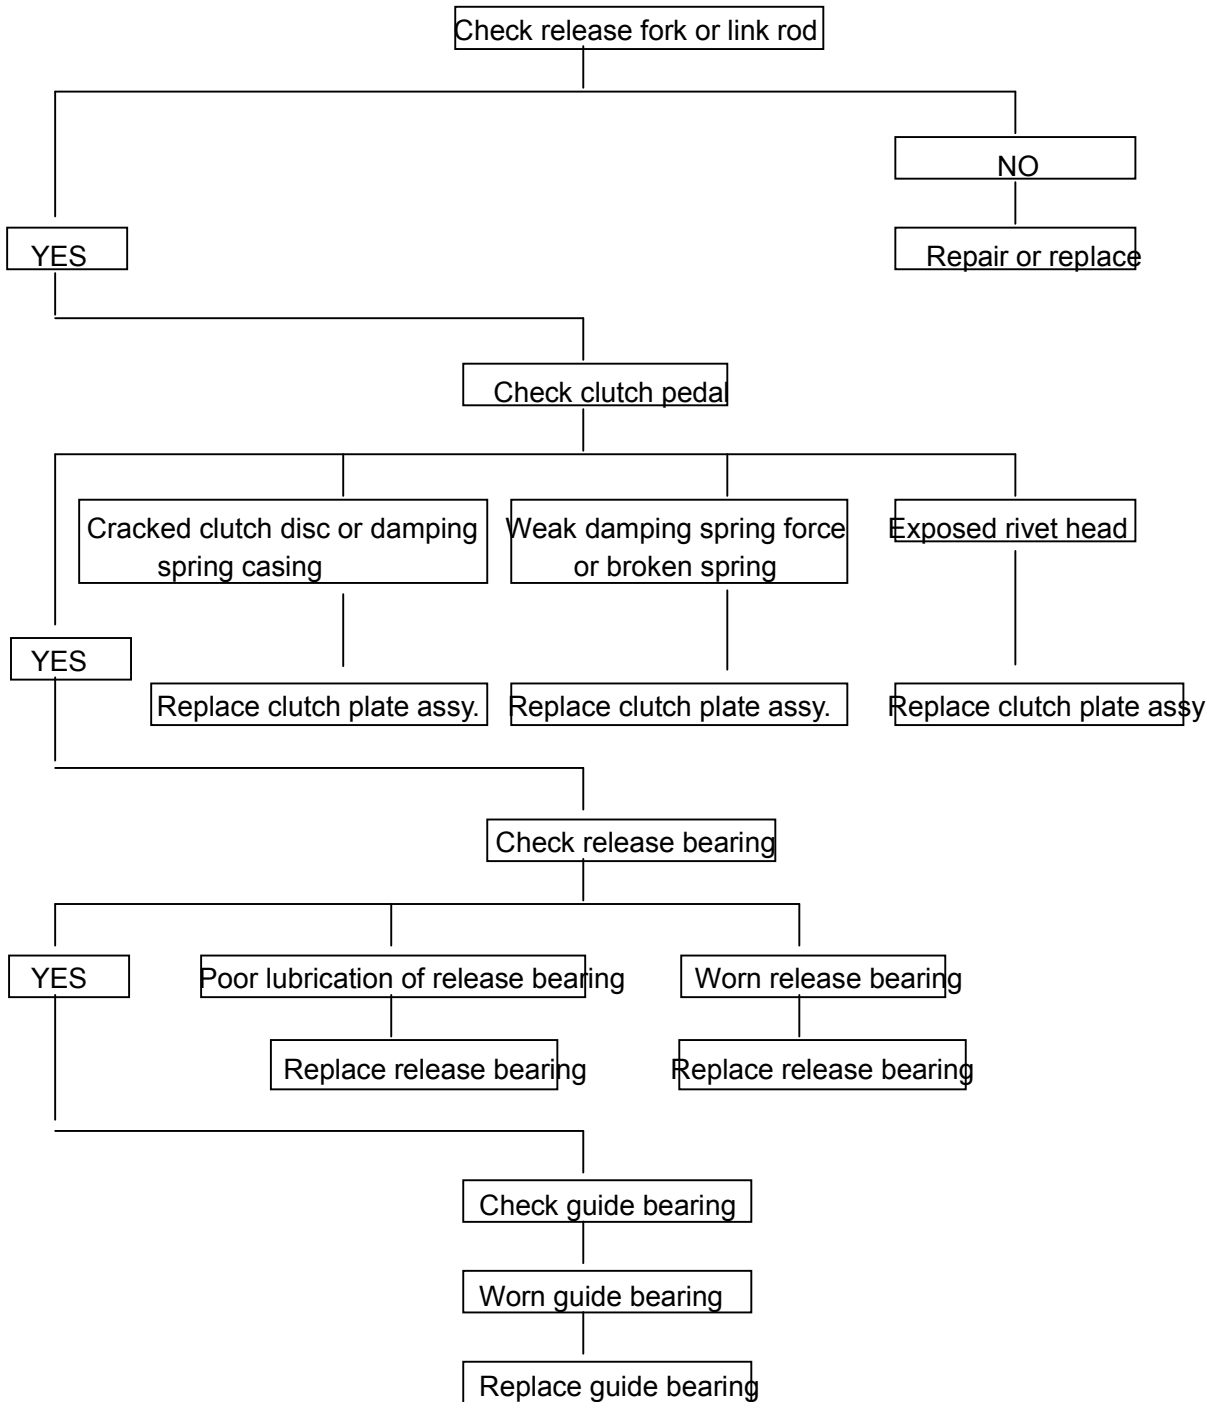 Check release fork or link rod
NO
YES
Repair or replace
Check clutch pedal
Cracked clutch disc or damping
spring casing
Weak damping spring force
or broken spring
Exposed rivet head
YES
Replace clutch plate assy.
Replace clutch plate assy.
Replace clutch plate assy
Check release bearing
YES
Poor lubrication of release bearing
Worn release bearing
Replace release bearing
Replace release bearing
Check guide bearing
Worn guide bearing
Replace guide bearing